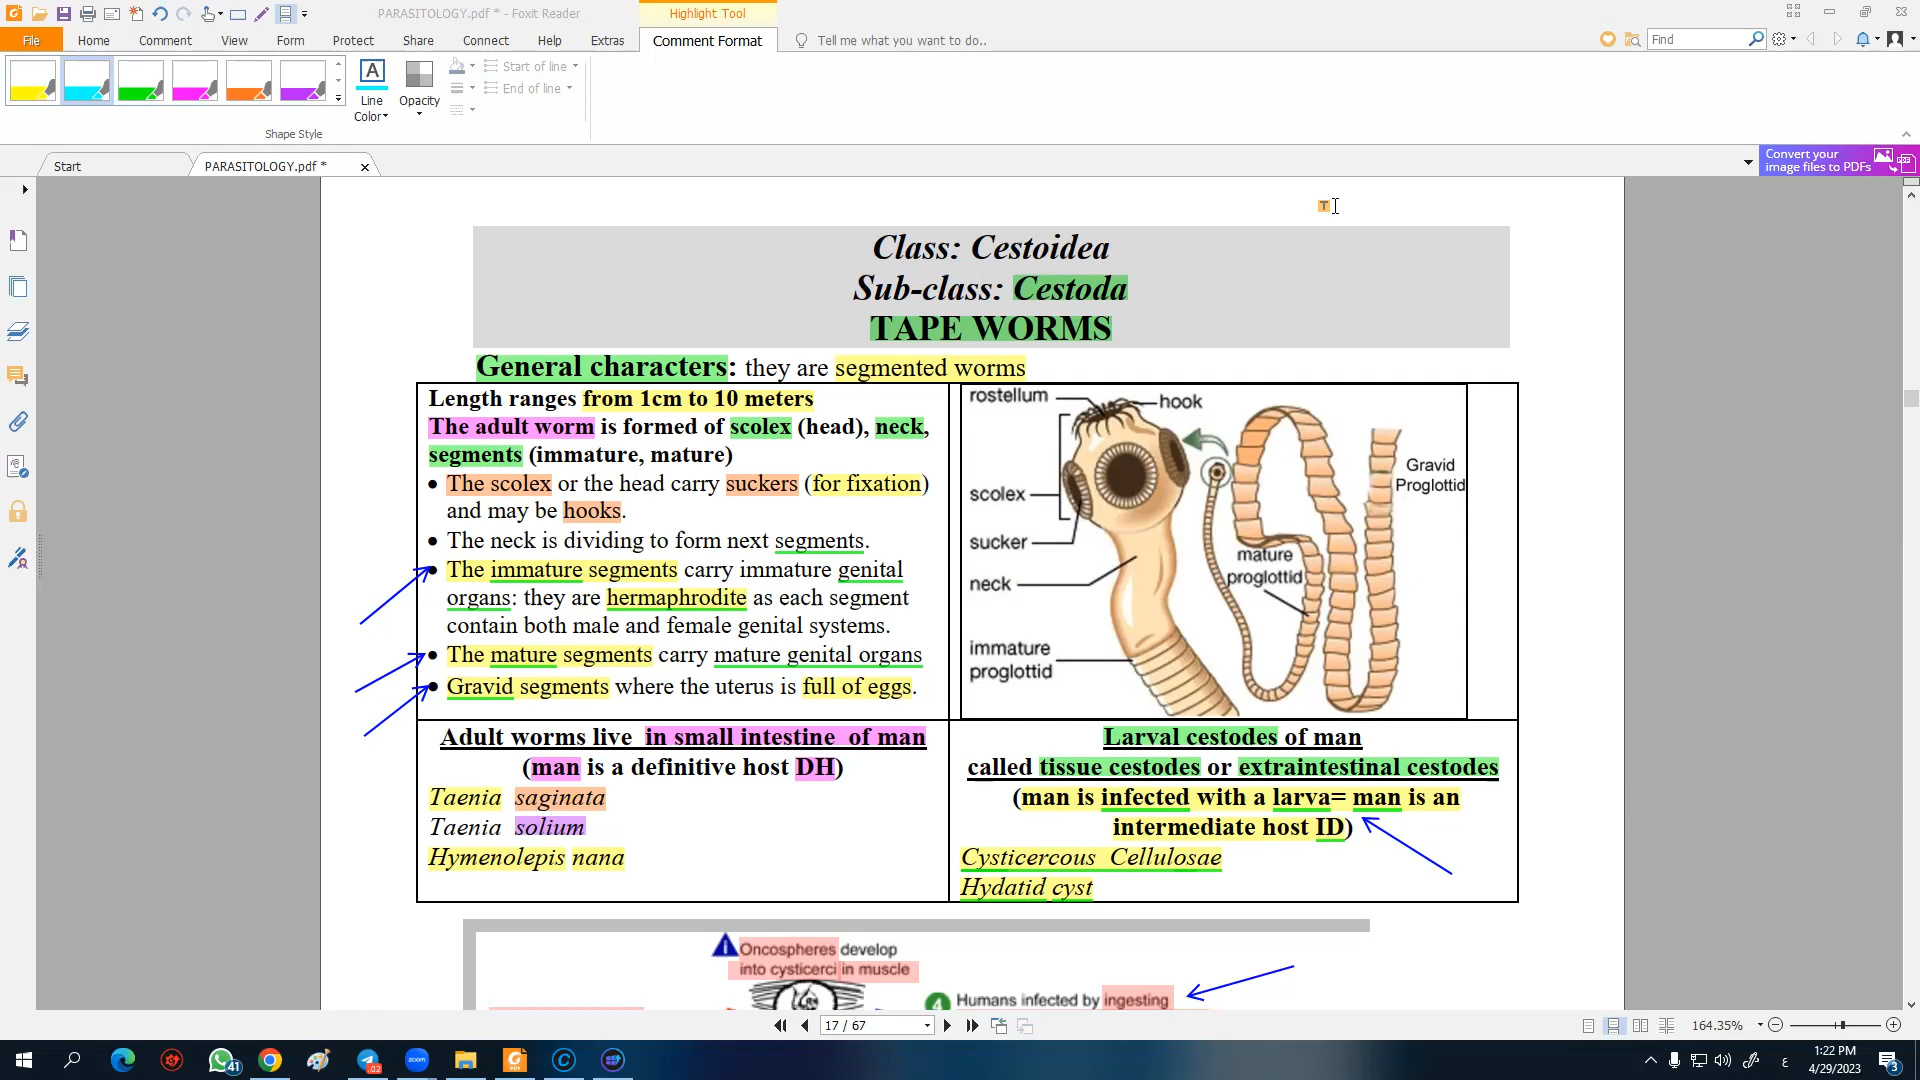 PARASITOLOGY.pdf * - Foxit Reader
Highlight Tool
File
Home
Comment
View
Form
Protect
Share
Connect
Help
Extras
Comment Format
Tell me what you want to do..
Find
Line Color
Opacity
Start of line
End of line
Shape Style
Start
PARASITOLOGY.pdf *
Convert your
image files to PDFs
Class: Cestoidea
Sub-class: Cestoda
TAPE WORMS
General characters: they are segmented worms
Length ranges from 1cm to 10 meters
The adult worm is formed of scolex (head), neck,
segments (immature, mature)
• The scolex or the head carry suckers (for fixation)
and may be hooks.
• The neck is dividing to form next segments.
• The immature segments carry immature genital
organs: they are hermaphrodite as each segment
contain both male and female genital systems.
• The mature segments carry mature genital organs
• Gravid segments where the uterus is full of eggs.
rostellum
hook
scolex
sucker
neck
immature
proglottid
mature
proglottid
Gravid
Proglottid
Adult worms live in small intestine of man
(man is a definitive host DH)
Taenia saginata
Taenia solium
Hymenolepis nana
Larval cestodes of man
called tissue cestodes or extraintestinal cestodes
(man is infected with a larva= man is an
intermediate host ID)
Cysticercous Cellulosae
Hydatid cyst
Oncospheres develop
into cysticerci in muscle
4 Humans infected by ingesting
17 / 67
164.35%
41
02
zoom
ع
1:22 PM
4/29/2023
3